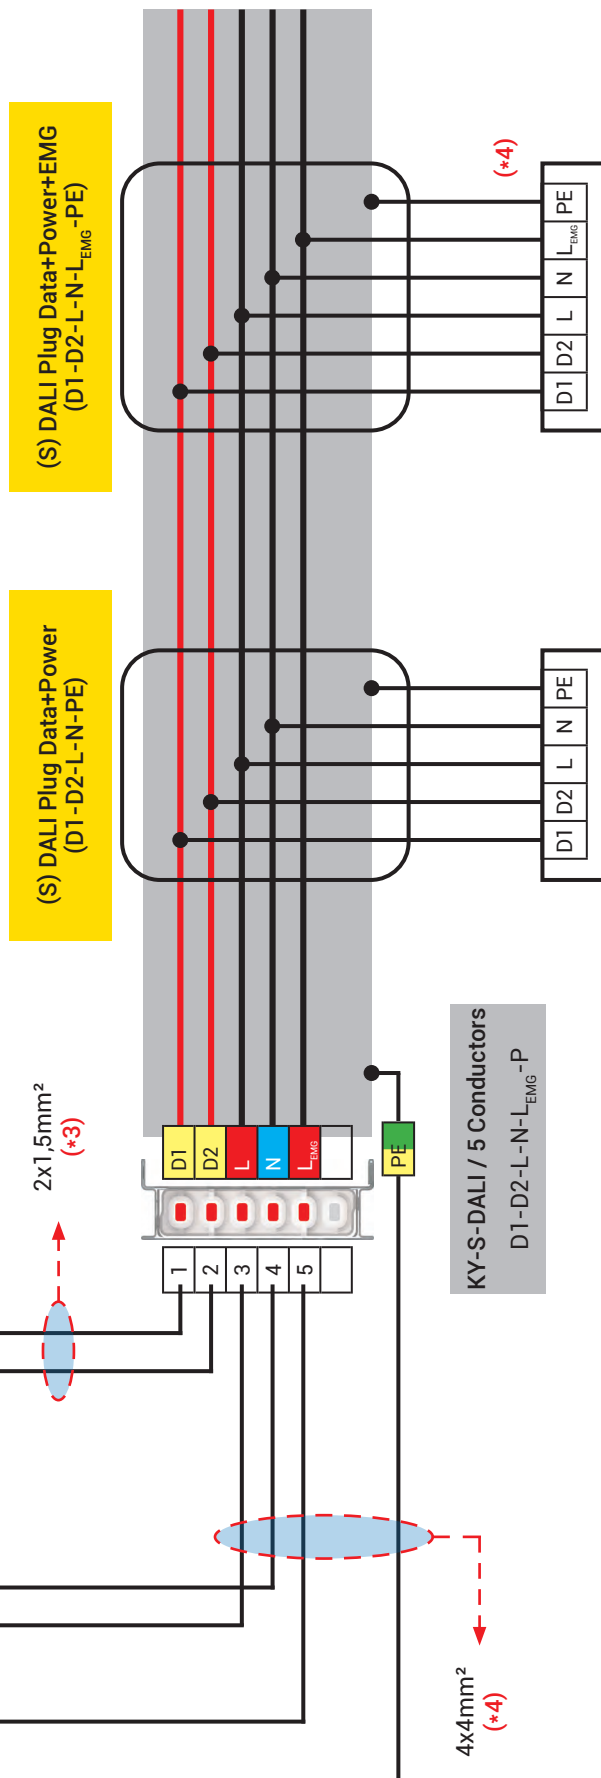 (S) DALI Plug Data+Power+EMG
(D1-D2-L-N-LEMG-PE)
(*4)
D1 D2 L N LEMG PE
(S) DALI Plug Data+Power
(D1-D2-L-N-PE)
D1 D2 L N PE
2x1,5mm²
(*3)
D1
D2
L
N
LEMG
1
2
3
4
5
PE
KY-S-DALI / 5 Conductors
D1-D2-L-N-LEMG-P
4x4mm²
(*4)